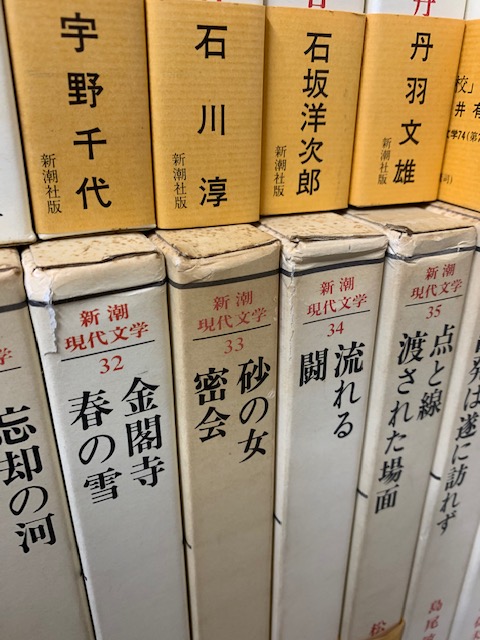 宇野千代
新潮社版
石川淳
新潮社版
石坂洋次郎
新潮社版
丹羽文雄
新潮社版
忘却の河
新潮
現代文学
32
金閣寺
春の雪
新潮
現代文学
33
砂の女
密会
新潮
現代文学
34
流れる
闘
新潮
現代文学
35
点と線
渡された場面
松
は遂に訪れず
島尾